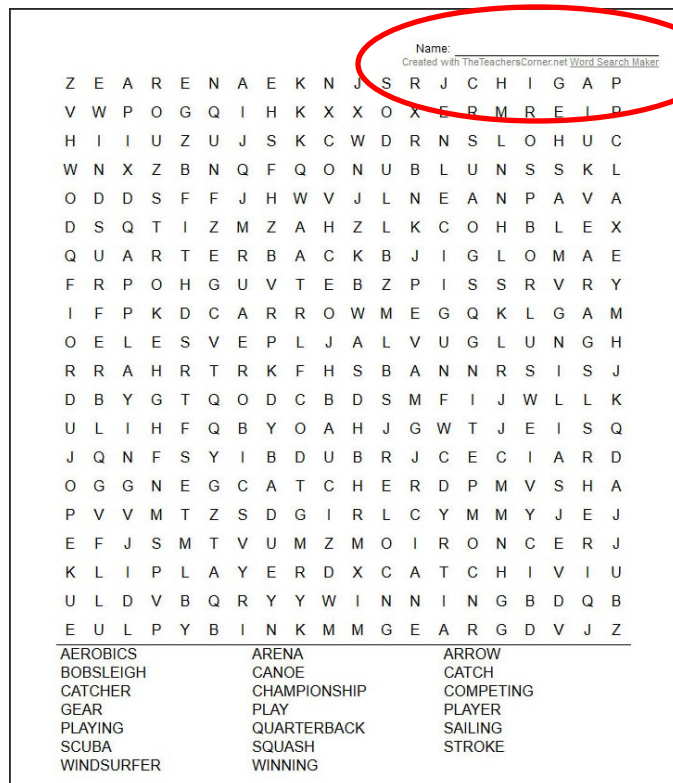 Name:
Created with TheTeachersCorner.net Word Search Maker
Z E A R E N A E K N J S R J C H I G A P
V W P O G Q I H K X X O X E R M R E I P
H I I U Z U J S K C W D R N S L O H U C
W N X Z B N Q F Q O N U B L U N S S K L
O D D S F F J H W V J L N E A N P A V A
D S Q T I Z M Z A H Z L K C O H B L E X
Q U A R T E R B A C K B J I G L O M A E
F R P O H G U V T E B Z P I S S R V R Y
I F P K D C A R R O W M E G Q K L G A M
O E L E S V E P L J A L V U G L U N G H
R R A H R T R K F H S B A N N R S I S J
D B Y G T Q O D C B D S M F I J W L L K
U L I H F Q B Y O A H J G W T J E I S Q
J Q N F S Y I B D U B R J C E C I A R D
O G G N E G C A T C H E R D P M V S H A
P V V M T Z S D G I R L C Y M M Y J E J
E F J S M T V U M Z M O I R O N C E R J
K L I P L A Y E R D X C A T C H I V I U
U L D V B Q R Y Y W I N N I N G B D Q B
E U L P Y B I N K M M G E A R G D V J Z
AEROBICS ARENA ARROW
BOBSLEIGH CANOE CATCH
CATCHER CHAMPIONSHIP COMPETING
GEAR PLAY PLAYER
PLAYING QUARTERBACK SAILING
SCUBA SQUASH STROKE
WINDSURFER WINNING